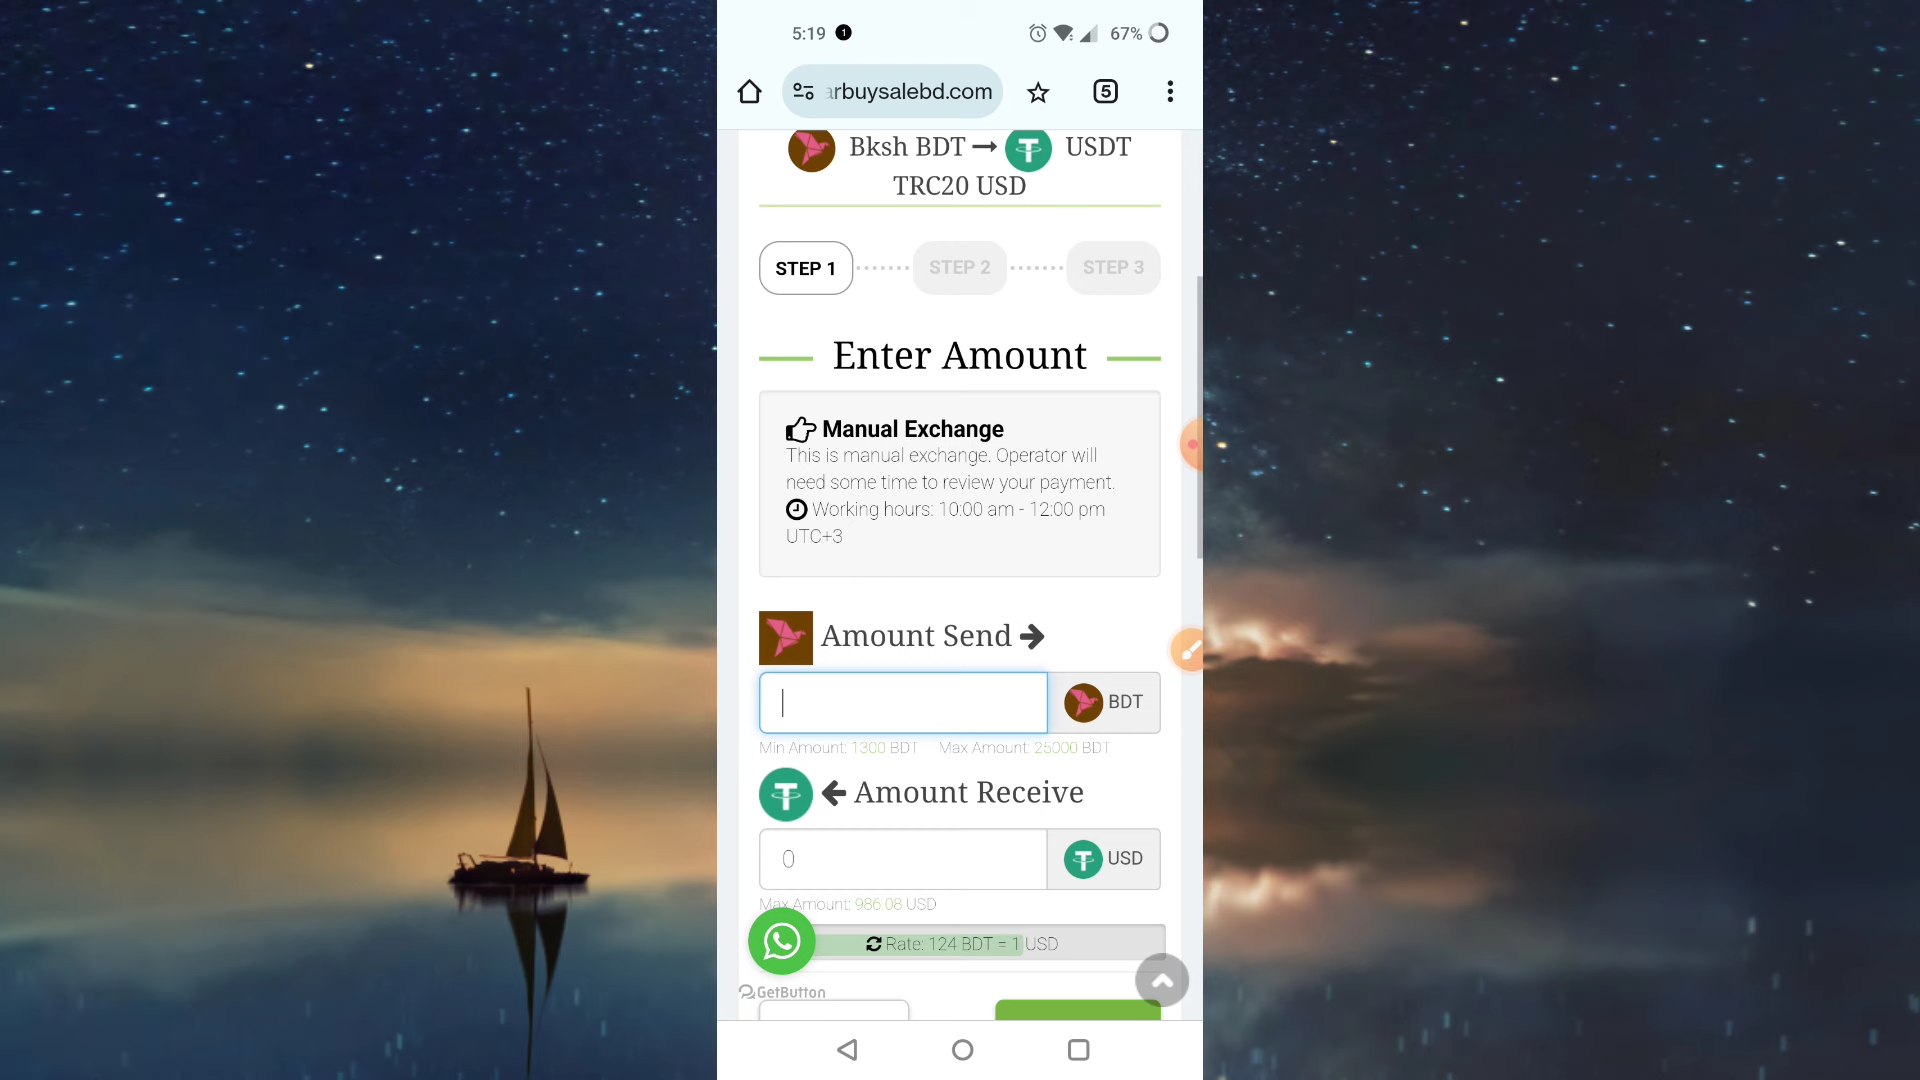 5:19 1 67%
arbuysalebd.com 5
Bksh BDT → USDT
TRC20 USD
STEP 1 STEP 2 STEP 3
Enter Amount
Manual Exchange
This is manual exchange. Operator will
need some time to review your payment.
Working hours: 10:00 am - 12:00 pm
UTC+3
Amount Send
BDT
Min Amount: 1300 BDT Max Amount: 25000 BDT
Amount Receive
0 USD
Max Amount: 986.08 USD
Rate: 124 BDT = 1 USD
GetButton